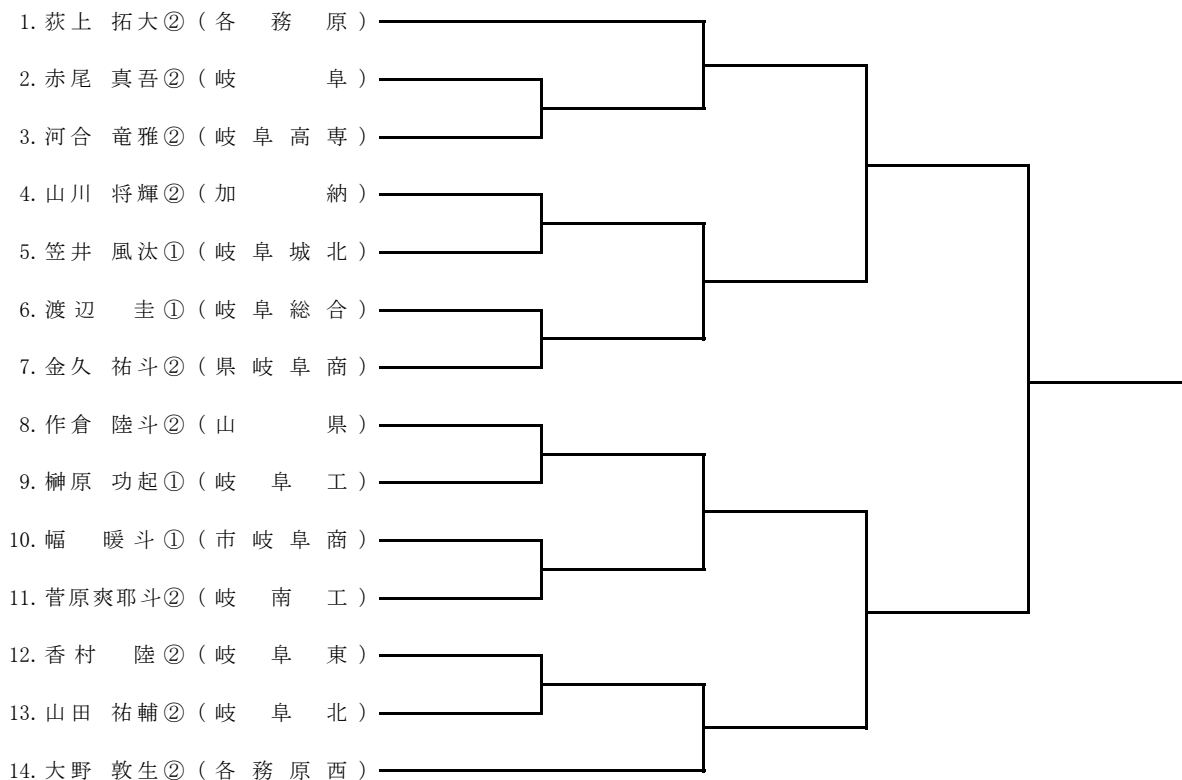 1. 荻上 拓大②（各務原）
2. 赤尾 真吾②（岐阜）
3. 河合 竜雅②（岐阜高専）
4. 山川 将輝②（加納）
5. 笠井 風汰①（岐阜城北）
6. 渡辺 圭①（岐阜総合）
7. 金久 祐斗②（県岐阜商）
8. 作倉 陸斗②（山県）
9. 榊原 功起①（岐阜工）
10. 幅 暖斗①（市岐阜商）
11. 菅原爽耶斗②（岐南工）
12. 香村 陸②（岐阜東）
13. 山田 祐輔②（岐阜北）
14. 大野 敦生②（各務原西）